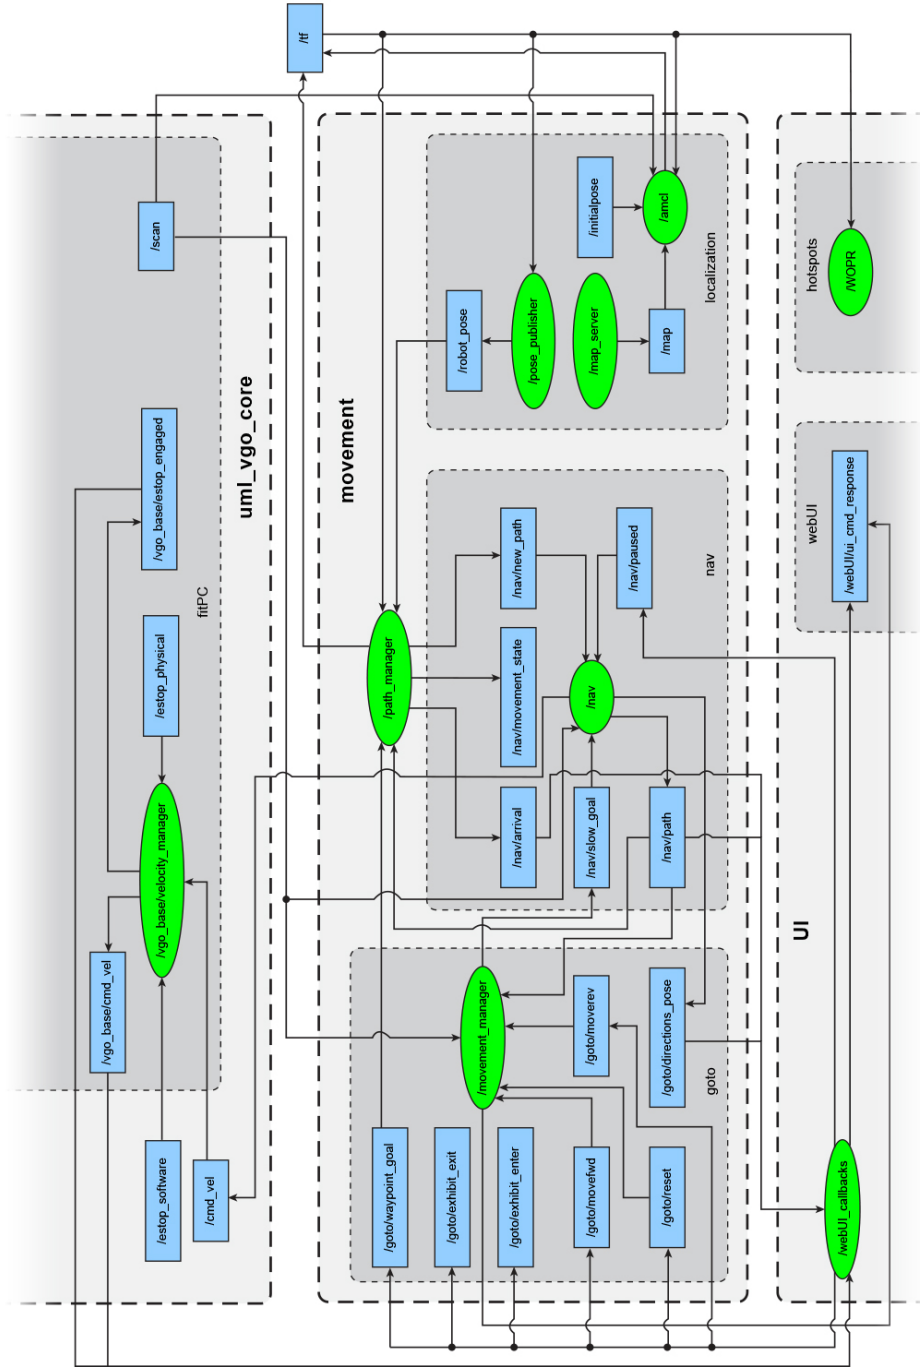 /tf
/scan
/vgo_base/estop_engaged
/estop_physical
/vgo_base/velocity_manager
/vgo_base/cmd_vel
/estop_software
/cmd_vel
fitPC
uml_vgo_core
movement
/robot_pose
/pose_publisher
/initialpose
/map_server
/amcl
/map
localization
/path_manager
/nav/new_path
/nav/movement_state
/nav/arrival
/nav/paused
/nav
/nav/slow_goal
/nav/path
nav
/movement_manager
/goto/moverev
/goto/directions_pose
/goto/waypoint_goal
/goto/exhibit_exit
/goto/exhibit_enter
/goto/movefwd
/goto/reset
goto
UI
hotspots
/WOPR
webUI
/webUI/ui_cmd_response
/webUI_callbacks